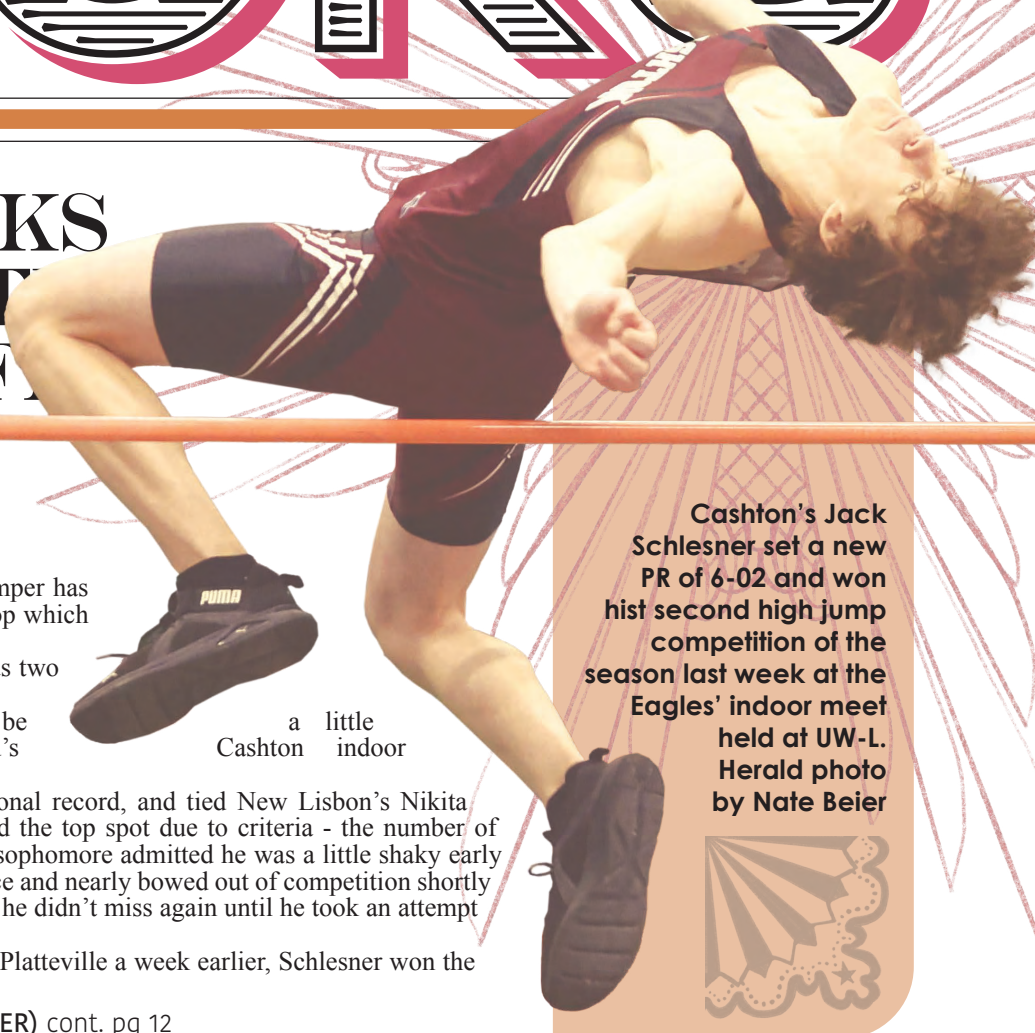 KS
mper has
op which
s two
be a little
's Cashton indoor
onal record, and tied New Lisbon's Nikita
d the top spot due to criteria - the number of
sophomore admitted he was a little shaky early
ce and nearly bowed out of competition shortly
he didn't miss again until he took an attempt
Platteville a week earlier, Schlesner won the
ER) cont. pg 12
PUMA
Cashton's Jack
Schlesner set a new
PR of 6-02 and won
hist second high jump
competition of the
season last week at the
Eagles' indoor meet
held at UW-L.
Herald photo
by Nate Beier